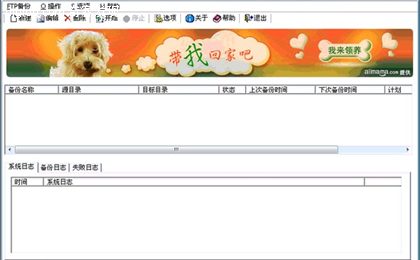 FTP备份 O 操作 S 选项 H 帮助
新建 编辑 删除 开始 停止 选项 关于 帮助 退出
带我回家吧 我来领养
alimama.com 提供
备份名称 源目录 目标目录 状态 上次备份时间 下次备份时间 计划
系统日志 备份日志 失败日志
时间 系统日志